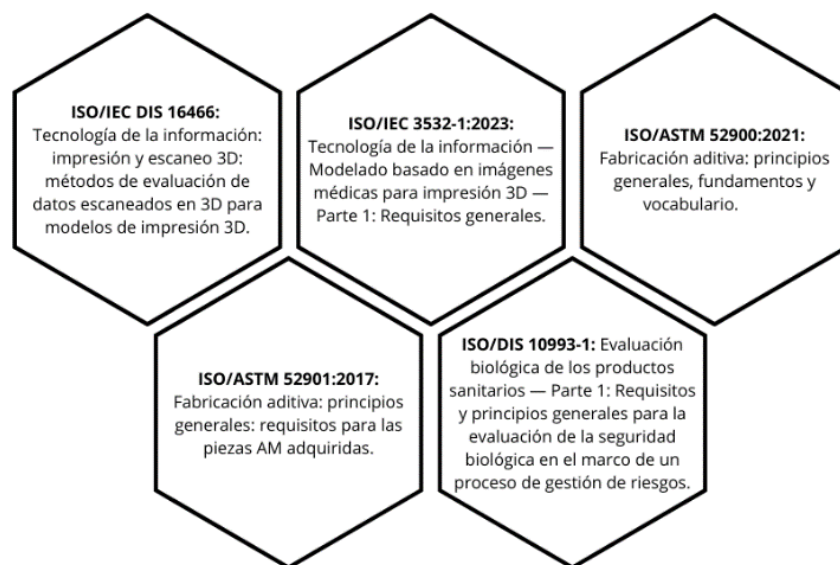 ISO/IEC DIS 16466:
Tecnología de la información:
impresión y escaneo 3D:
métodos de evaluación de
datos escaneados en 3D para
modelos de impresión 3D.
ISO/IEC 3532-1:2023:
Tecnología de la información —
Modelado basado en imágenes
médicas para impresión 3D —
Parte 1: Requisitos generales.
ISO/ASTM 52900:2021:
Fabricación aditiva: principios
generales, fundamentos y
vocabulario.
ISO/ASTM 52901:2017:
Fabricación aditiva: principios
generales: requisitos para las
piezas AM adquiridas.
ISO/DIS 10993-1: Evaluación
biológica de los productos
sanitarios — Parte 1: Requisitos
y principios generales para la
evaluación de la seguridad
biológica en el marco de un
proceso de gestión de riesgos.